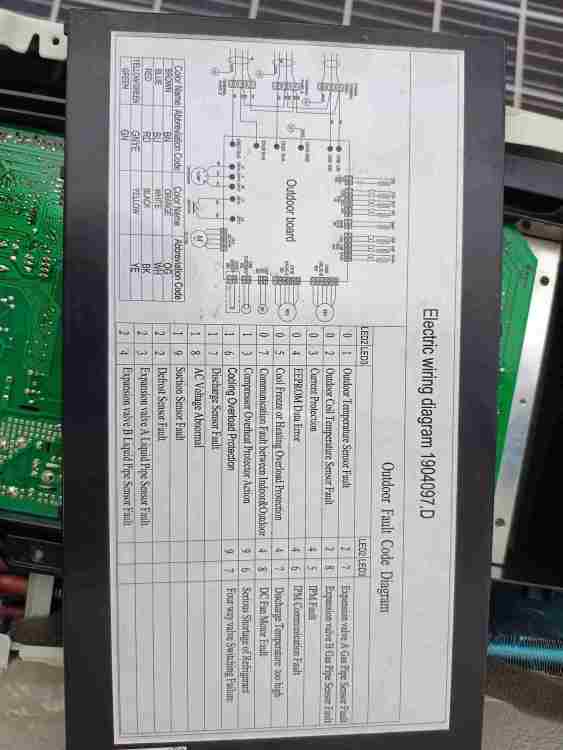 Electric wiring diagram 1904097.D
Outdoor board
Color Name Abbreviation Code Color Name Abbreviation Code
BROWN BN ORANGE OG
BLUE BU WHITE WH
RED RD BLACK BK
YELLOW/GREEN GNYE YELLOW YE
GREEN GN
Outdoor Fault Code Diagram
LED2 LED3 LED2 LED3
0 1 Outdoor Temperature Sensor Fault 2 7 Expansion valve A Gas Pipe Sensor Fault
0 2 Outdoor Coil Temperature Sensor Fault 2 8 Expansion valve B Gas Pipe Sensor Fault
0 3 Current Protection 4 5 IPM Fault
0 4 EEPROM Data Error 4 6 IPM Communication Fault
0 5 Cool Freeze or Heating Overload Protection 4 7 Discharge Temperature too high
0 7 Communication Fault between Indoor&Outdoor 4 8 DC Fan Motor Fault
1 3 Compressor Overheat Protector Action 9 6 Serious Shortage of Refrigerant
1 6 Cooling Overload Protection 9 7 Four way valve Switching Failure
1 7 Discharge Sensor Fault
1 8 AC Voltage Abnormal
1 9 Suction Sensor Fault
2 2 Defrost Sensor Fault
2 3 Expansion valve A Liquid Pipe Sensor Fault
2 4 Expansion valve B Liquid Pipe Sensor Fault